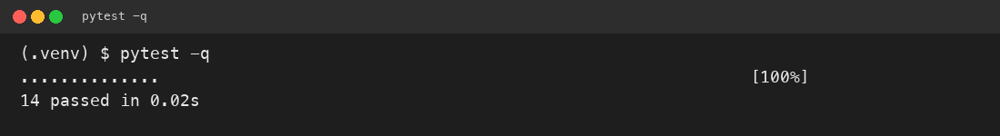 pytest -q
(.venv) $ pytest -q
.............. [100%]
14 passed in 0.02s